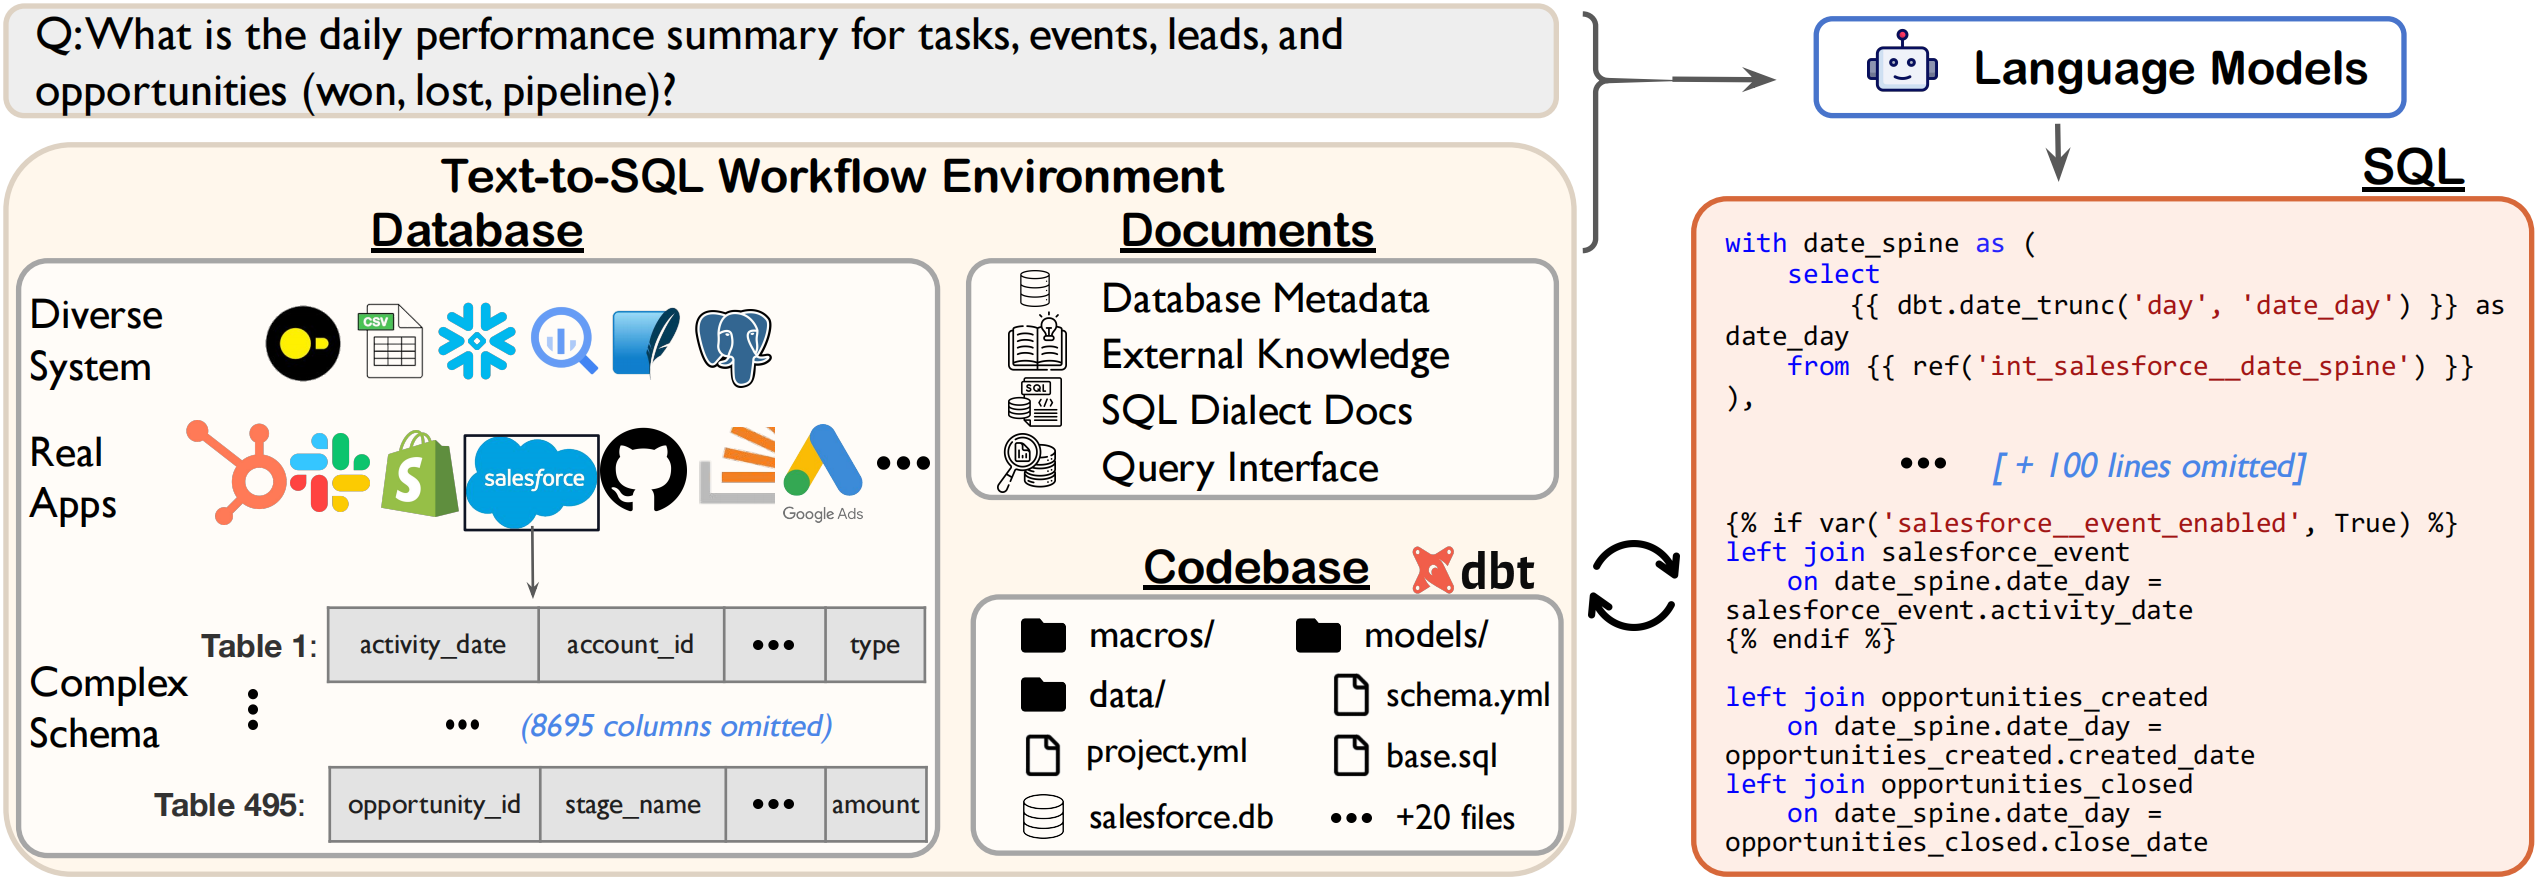 Q:What is the daily performance summary for tasks, events, leads, and
opportunities (won, lost, pipeline)?
Language Models
Text-to-SQL Workflow Environment
Database
Diverse
System
CSV
Real
Apps
S
salesforce
Google Ads
•••
Complex
Schema
Table 1:
activity_date
account_id
•••
type
••• (8695 columns omitted)
Table 495:
opportunity_id
stage_name
•••
amount
Documents
Database Metadata
External Knowledge
SQL
</>
SQL Dialect Docs
Query Interface
Codebase
dbt
macros/
models/
data/
schema.yml
project.yml
base.sql
salesforce.db
••• +20 files
SQL
with date_spine as (
select
{{ dbt.date_trunc('day', 'date_day') }} as
date_day
from {{ ref('int_salesforce__date_spine') }}
),
••• [ + 100 lines omitted]
{% if var('salesforce__event_enabled', True) %}
left join salesforce_event
on date_spine.date_day =
salesforce_event.activity_date
{% endif %}
left join opportunities_created
on date_spine.date_day =
opportunities_created.created_date
left join opportunities_closed
on date_spine.date_day =
opportunities_closed.close_date